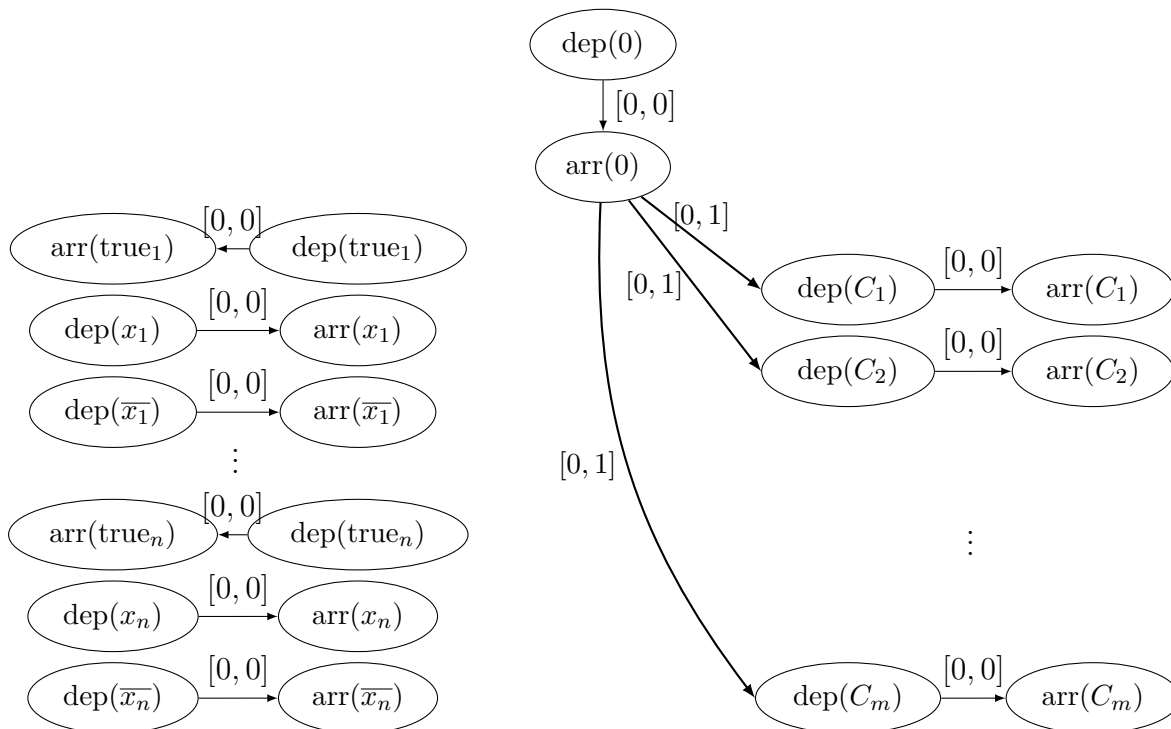 dep(0)
[0, 0]
arr(0)
[0, 1]
[0, 1]
[0, 1]
[0, 0]
arr(true₁) dep(true₁)
[0, 0]
dep(x₁) arr(x₁)
[0, 0]
dep(x̅₁) arr(x̅₁)
⋮
[0, 0]
arr(trueₙ) dep(trueₙ)
[0, 0]
dep(xₙ) arr(xₙ)
[0, 0]
dep(x̅ₙ) arr(x̅ₙ)
[0, 0]
dep(C₁) arr(C₁)
[0, 0]
dep(C₂) arr(C₂)
⋮
[0, 0]
dep(Cₘ) arr(Cₘ)